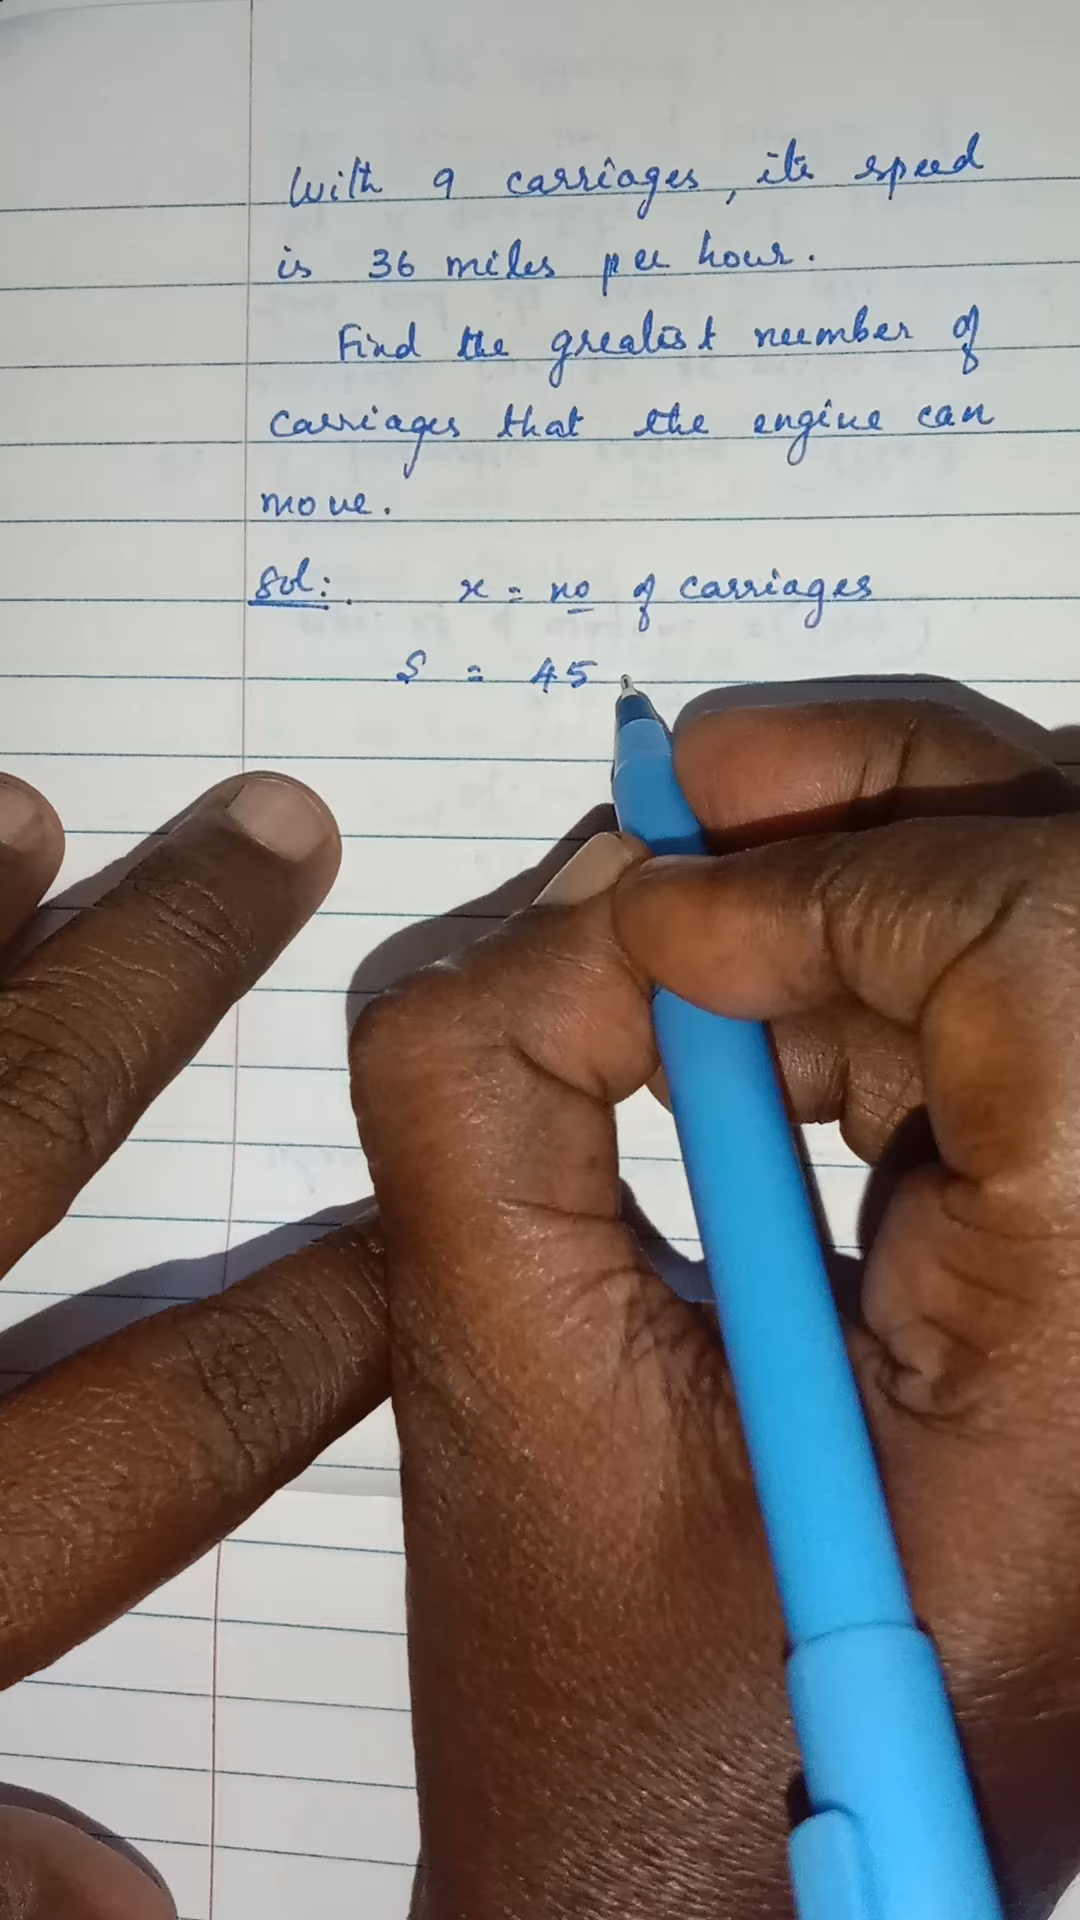 With 9 carriages, its speed
is 36 miles per hour.
Find the greatest number of
carriages that the engine can
move.
Sol:. x = no of carriages
S = 45